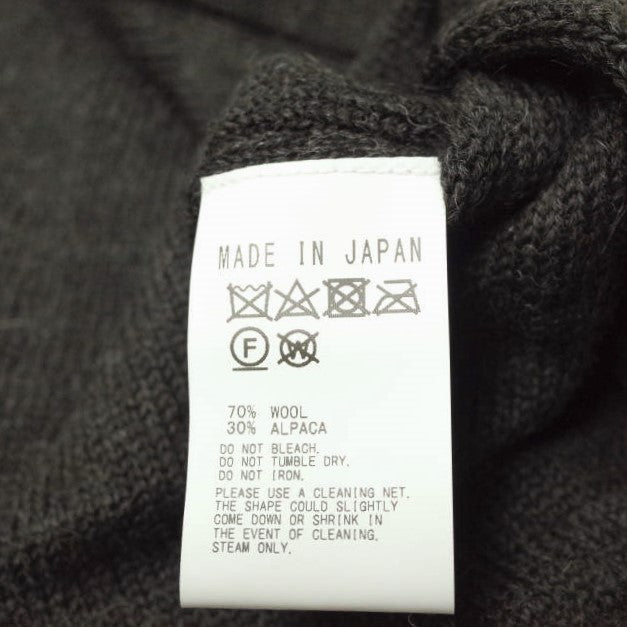 MADE IN JAPAN
F W
70% WOOL
30% ALPACA
DO NOT BLEACH.
DO NOT TUMBLE DRY.
DO NOT IRON.
PLEASE USE A CLEANING NET.
THE SHAPE COULD SLIGHTLY
COME DOWN OR SHRINK IN
THE EVENT OF CLEANING.
STEAM ONLY.